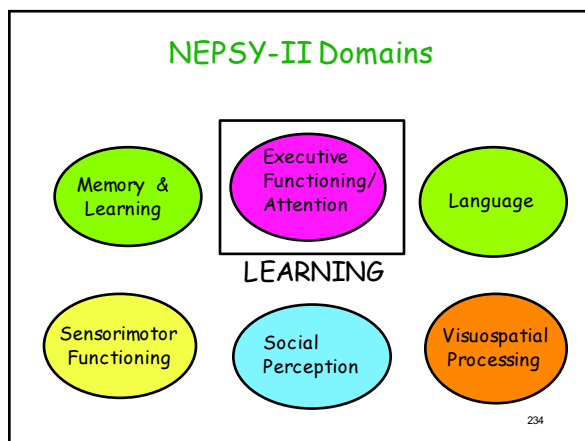 NEPSY-II Domains
Memory & Learning
Executive Functioning/ Attention
Language
LEARNING
Sensorimotor Functioning
Social Perception
Visuospatial Processing
234